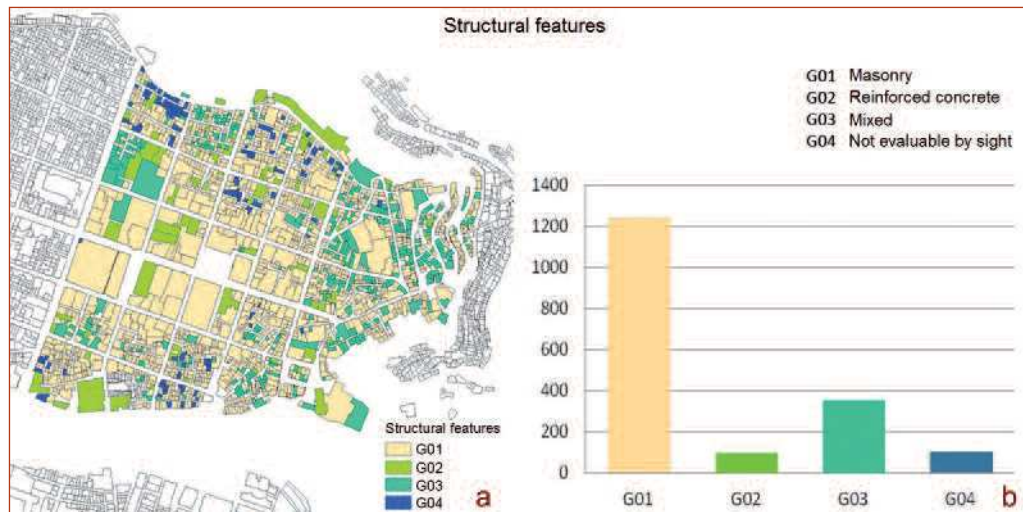 Structural features
G01 Masonry
G02 Reinforced concrete
G03 Mixed
G04 Not evaluable by sight
Structural features
G01
G02
G03
G04
a
1400
1200
1000
800
600
400
200
0
G01 G02 G03 G04
b